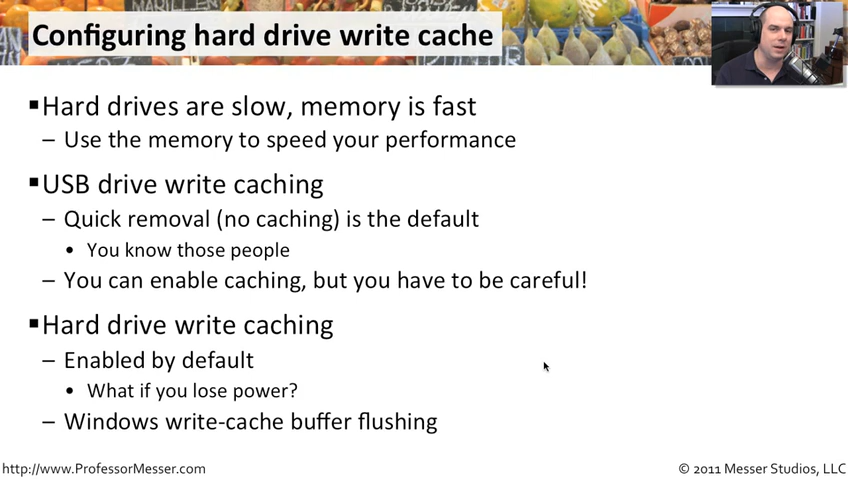 Configuring hard drive write cache
▪Hard drives are slow, memory is fast
– Use the memory to speed your performance
▪USB drive write caching
– Quick removal (no caching) is the default
• You know those people
– You can enable caching, but you have to be careful!
▪Hard drive write caching
– Enabled by default
• What if you lose power?
– Windows write-cache buffer flushing
http://www.ProfessorMesser.com
© 2011 Messer Studios, LLC